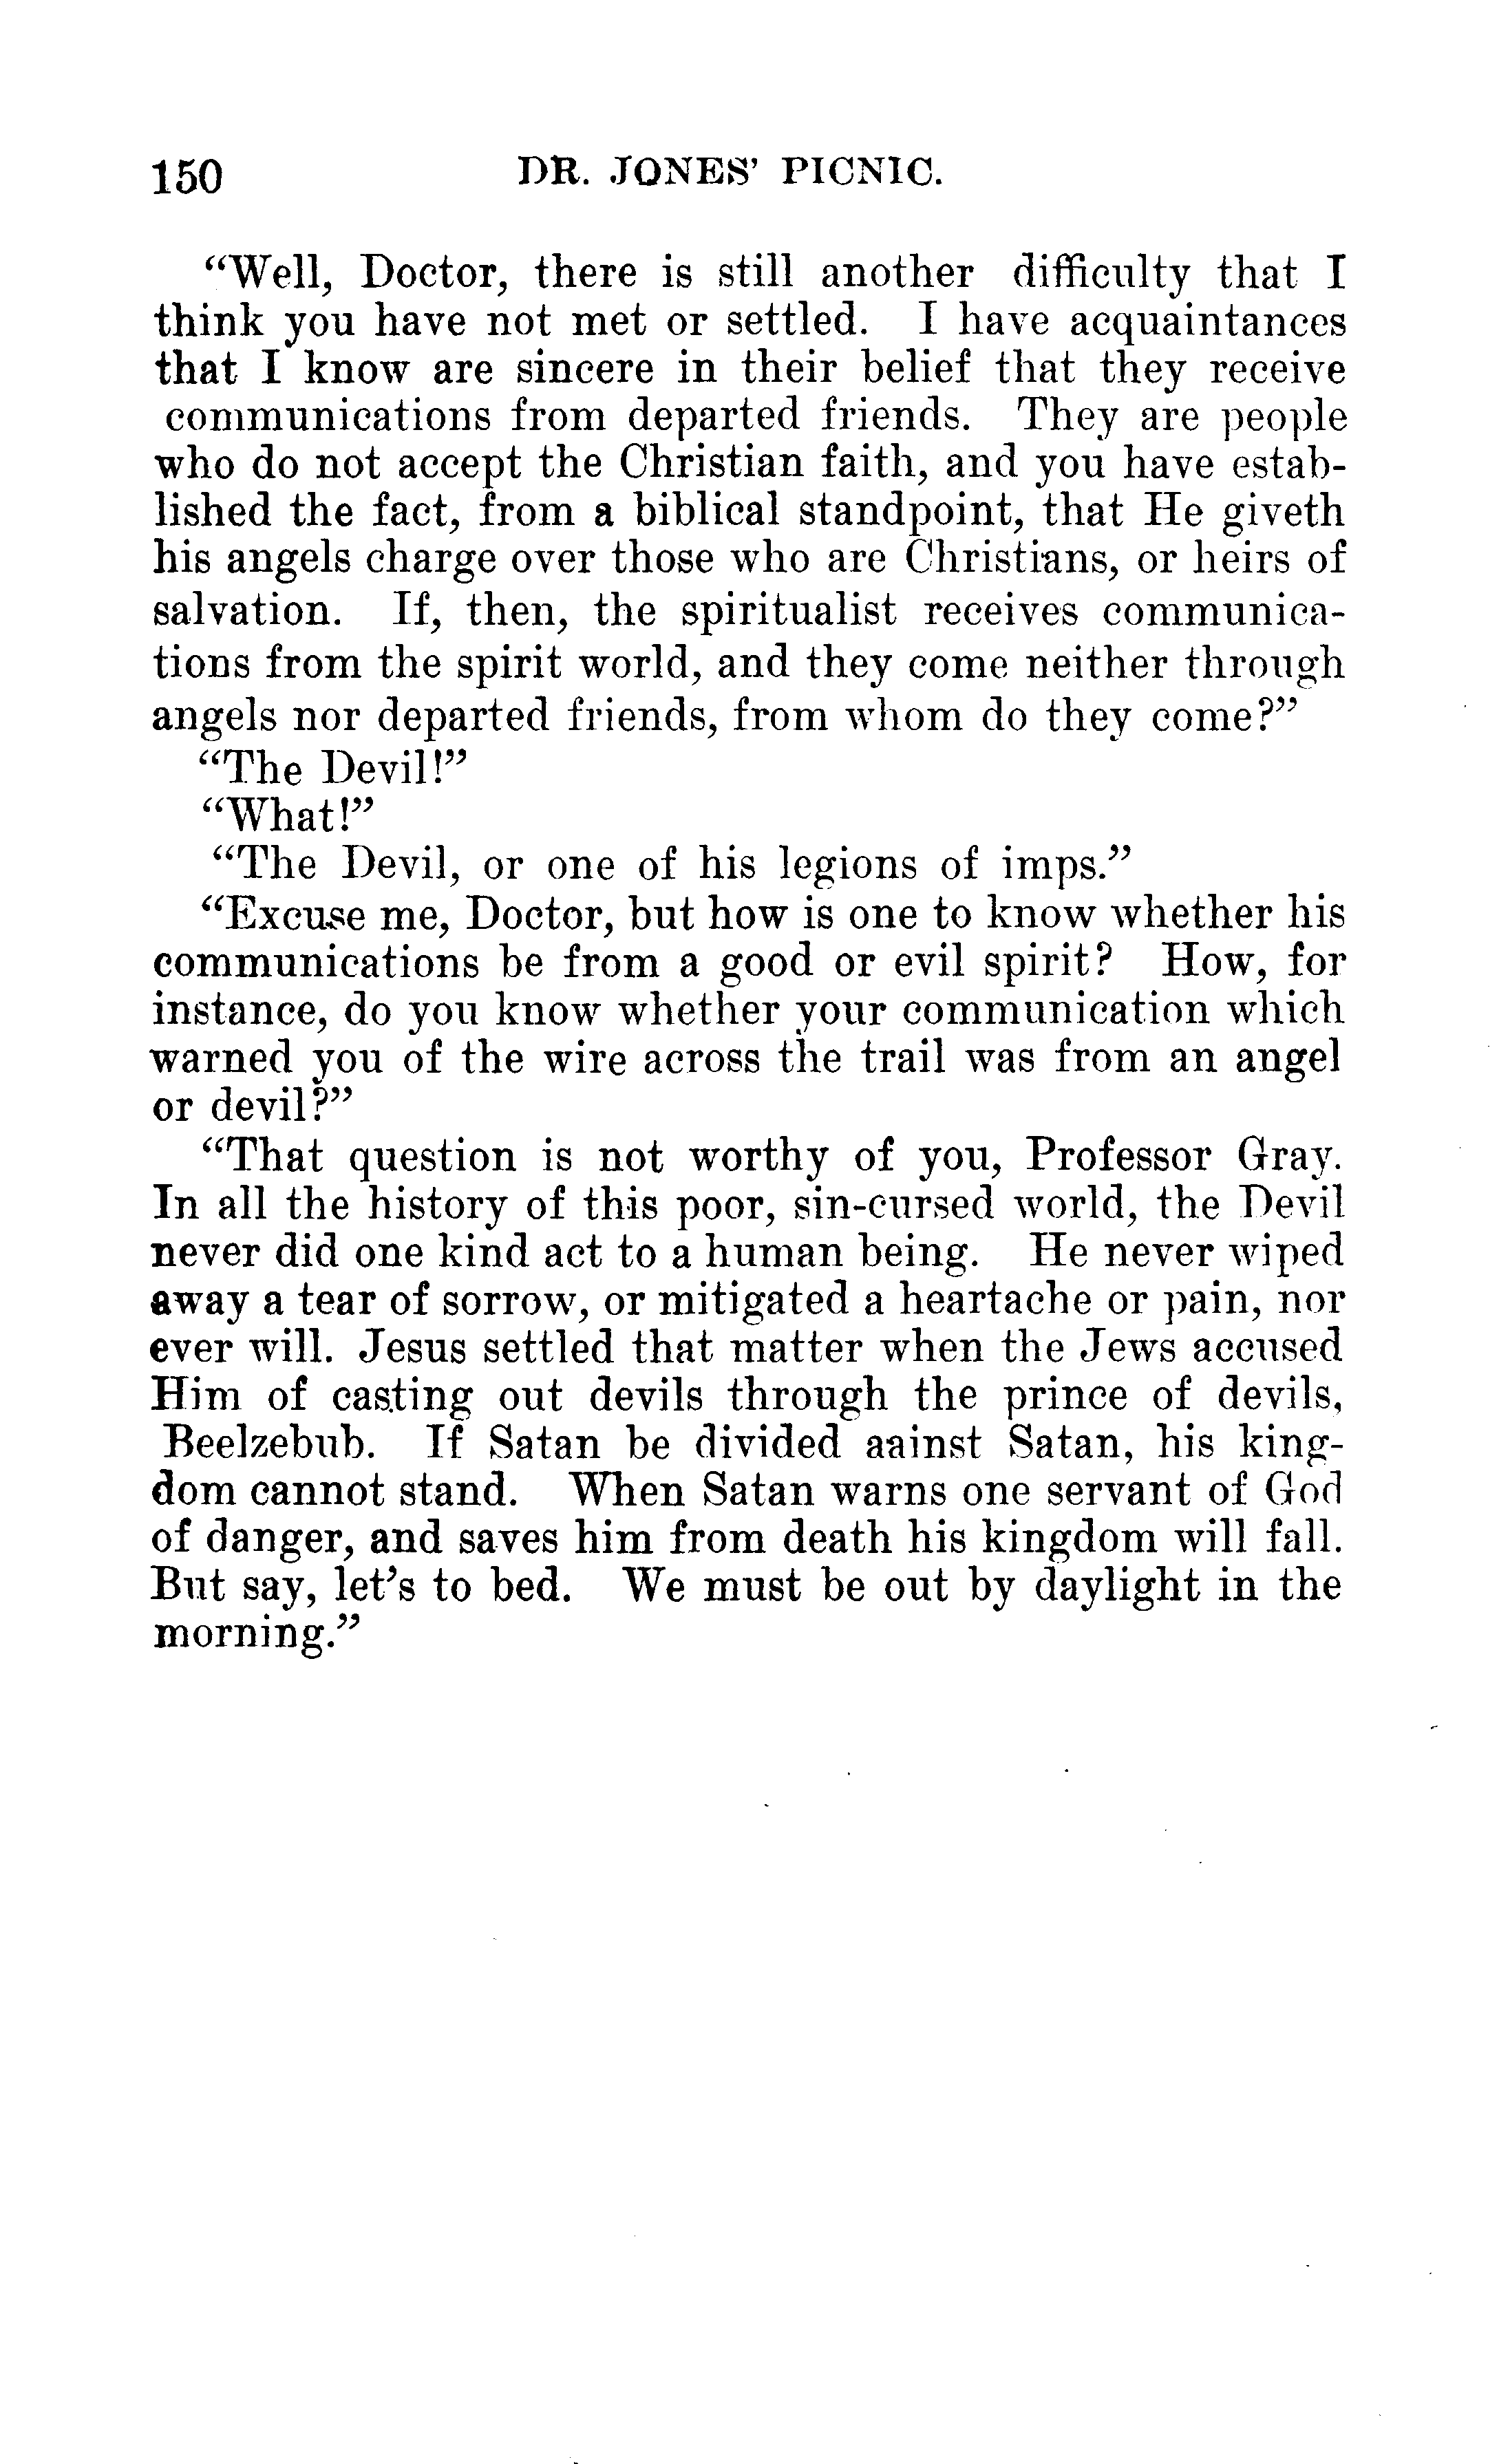 150 DR. JONES' PICNIC.
“Well, Doctor, there is still another difficulty that I
think you have not met or settled. I have acquaintances
that I know are sincere in their belief that they receive
communications from departed friends. They are people
who do not accept the Christian faith, and you have estab-
lished the fact, from a biblical standpoint, that He giveth
his angels charge over those who are Christians, or heirs of
salvation. If, then, the spiritualist receives communica-
tions from the spirit world, and they come neither through
angels nor departed friends, from whom do they come?”
“The Devil!”
“What!”
“The Devil, or one of his legions of imps.”
“Excuse me, Doctor, but how is one to know whether his
communications be from a good or evil spirit? How, for
instance, do you know whether your communication which
warned you of the wire across the trail was from an angel
or devil?”
“That question is not worthy of you, Professor Gray.
In all the history of this poor, sin-cursed world, the Devil
never did one kind act to a human being. He never wiped
away a tear of sorrow, or mitigated a heartache or pain, nor
ever will. Jesus settled that matter when the Jews accused
Him of casting out devils through the prince of devils,
Beelzebub. If Satan be divided aainst Satan, his king-
dom cannot stand. When Satan warns one servant of God
of danger, and saves him from death his kingdom will fall.
But say, let's to bed. We must be out by daylight in the
morning.”